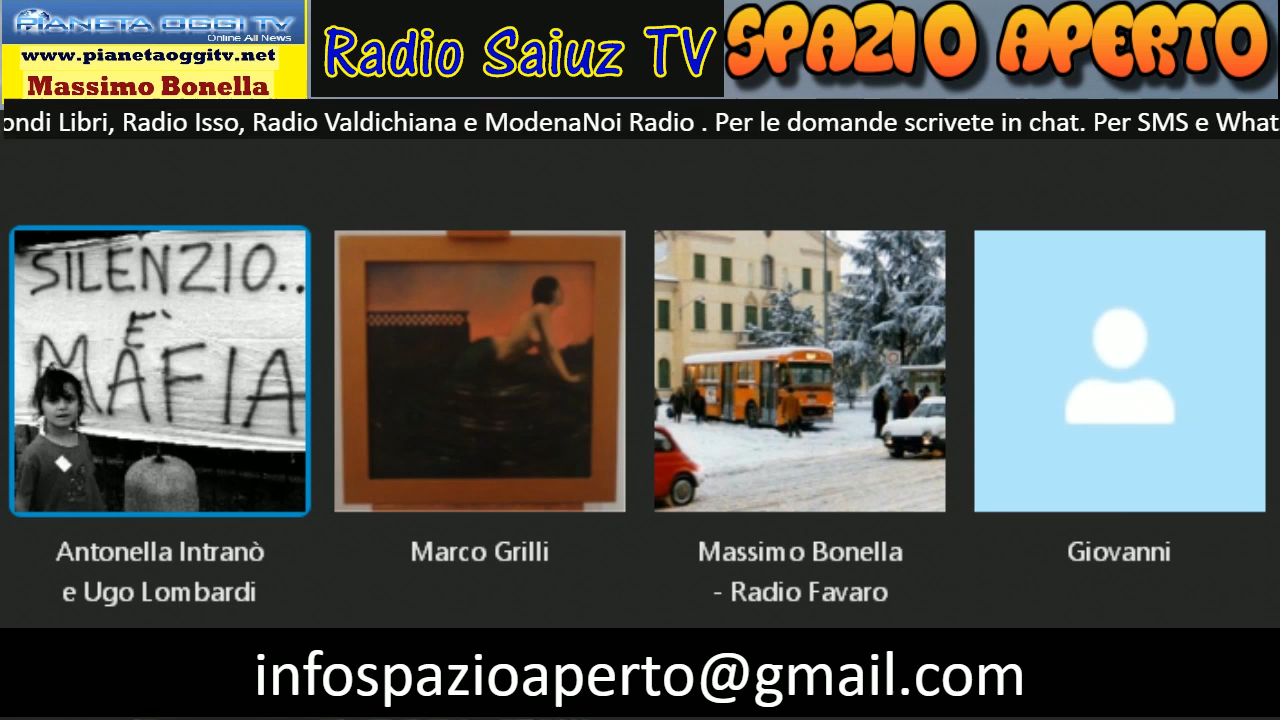 PIANETA OGGI TV
Online All News
www.pianetaoggitv.net
Massimo Bonella
Radio Saiuz TV
SPAZIO APERTO
ondi Libri, Radio Isso, Radio Valdichiana e ModenaNoi Radio . Per le domande scrivete in chat. Per SMS e What
SILENZIO..
E'
MAFIA
Antonella Intranò
e Ugo Lombardi
Marco Grilli
Massimo Bonella
- Radio Favaro
Giovanni
infospazioaperto@gmail.com